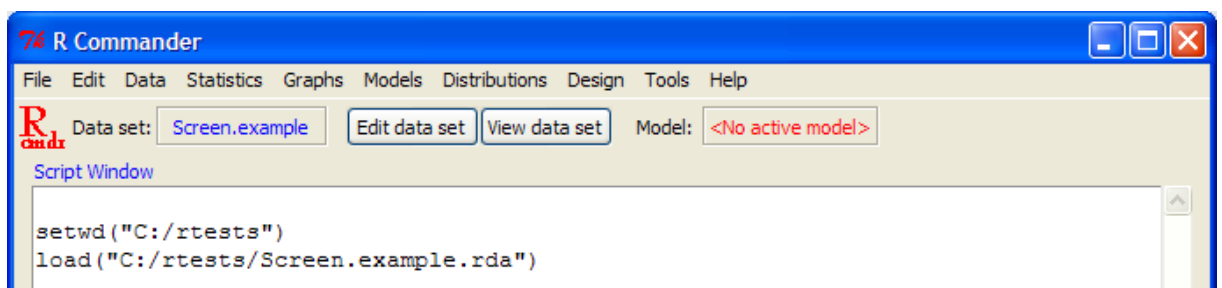 R Commander
File Edit Data Statistics Graphs Models Distributions Design Tools Help
R cmdr Data set: Screen.example Edit data set View data set Model: <No active model>
Script Window
setwd("C:/rtests")
load("C:/rtests/Screen.example.rda")